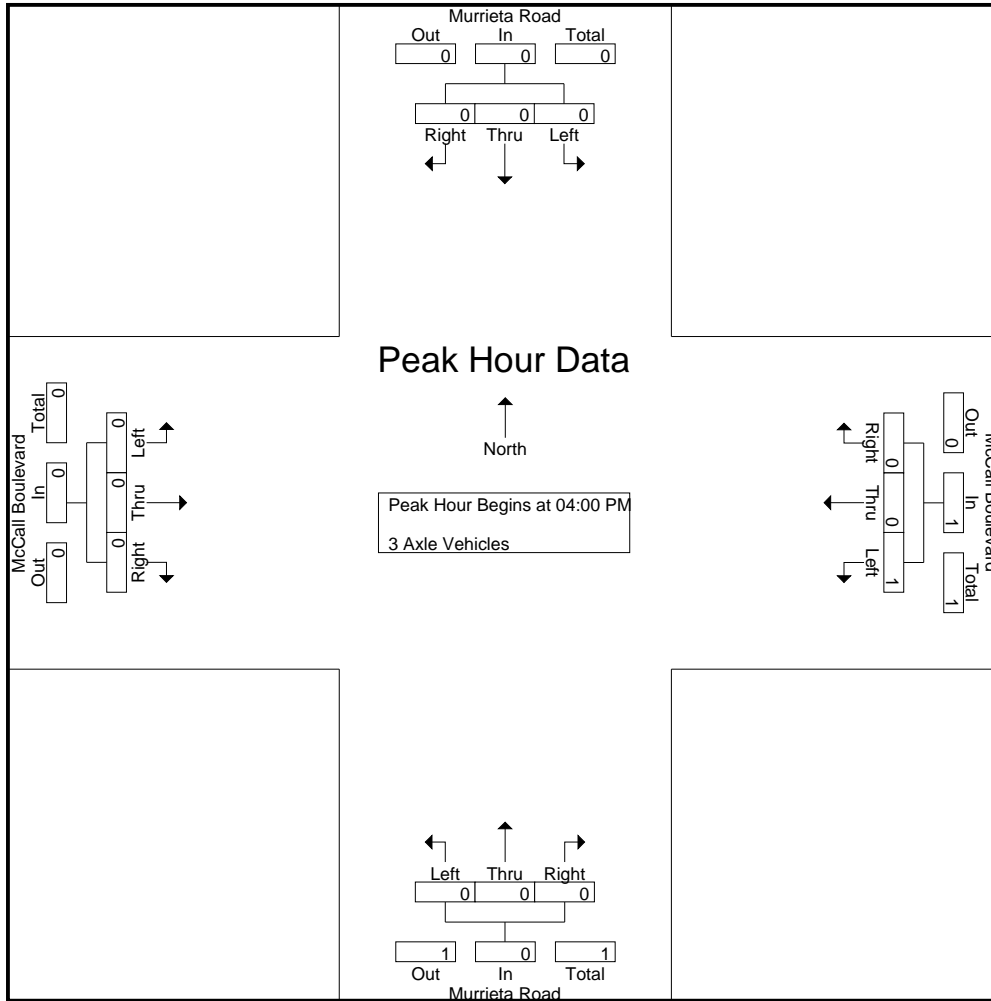 Murrieta Road
Out In Total
0 0 0
0 0 0
Right Thru Left
Peak Hour Data
North
Peak Hour Begins at 04:00 PM
3 Axle Vehicles
McCall Boulevard
Total In Out
0 0 0
0 0 0
Left Thru Right
Right Thru Left
0 0 1
0 1 1
Out In Total
McCall Boulevard
Left Thru Right
0 0 0
1 0 1
Out In Total
Murrieta Road